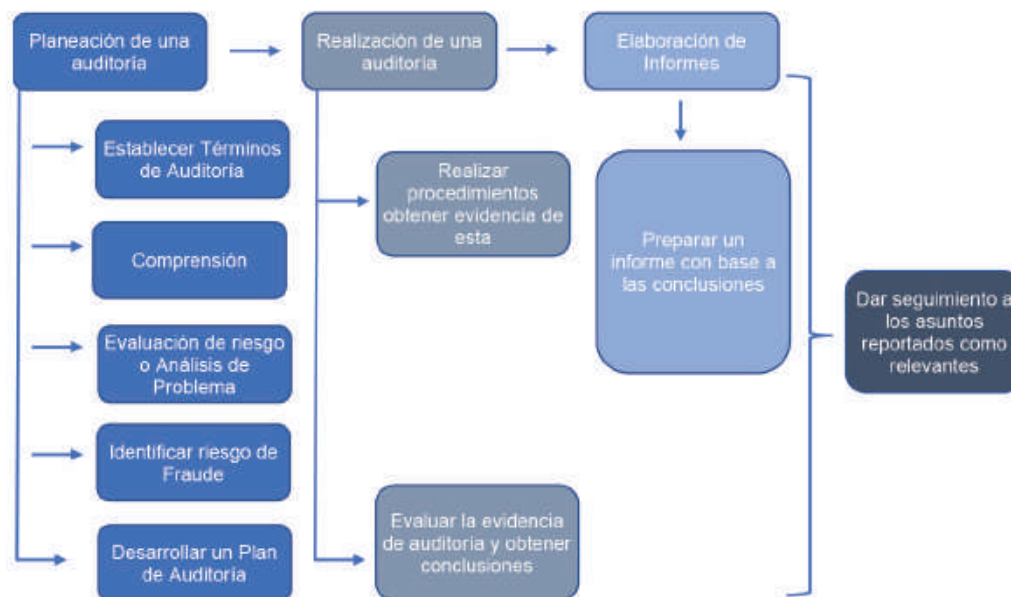 Planeación de una
auditoría
Realización de una
auditoría
Elaboración de
Informes
Establecer Términos
de Auditoría
Comprensión
Evaluación de riesgo
o Análisis de
Problema
Identificar riesgo de
Fraude
Desarrollar un Plan
de Auditoría
Realizar
procedimientos
obtener evidencia de
esta
Evaluar la evidencia
de auditoria y obtener
conclusiones
Preparar un
informe con base a
las conclusiones
Dar seguimiento a
los asuntos
reportados como
relevantes